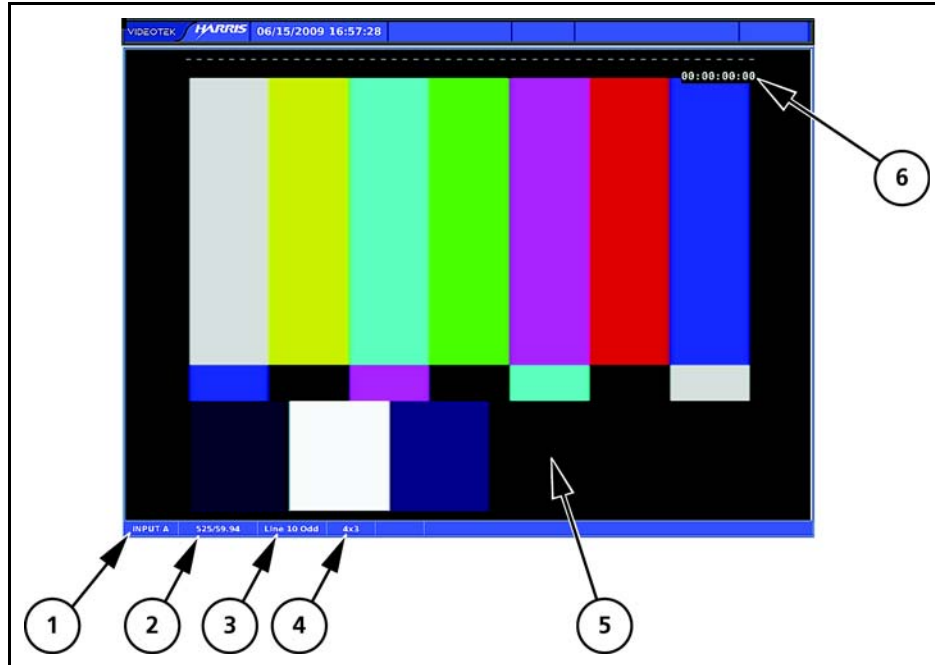 VIDEOTEK HARRIS 06/15/2009 16:57:28
00:00:00:00
6
INPUT A 525/59.94 Line 10 Odd 4x3
1 2 3 4 5